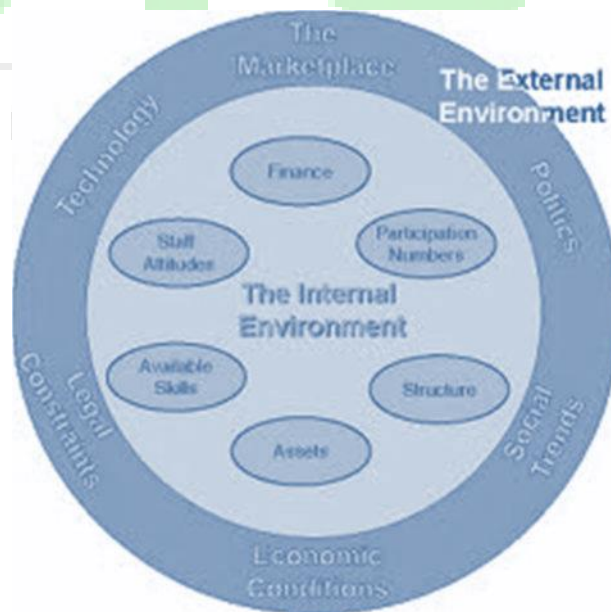 The
Marketplace
The External
Environment
Technology
Politics
Finance
Staff
Attitudes
Participation
Numbers
The Internal
Environment
Available
Skills
Structure
Assets
Legal
Constraints
Social
Trends
Economic
Conditions